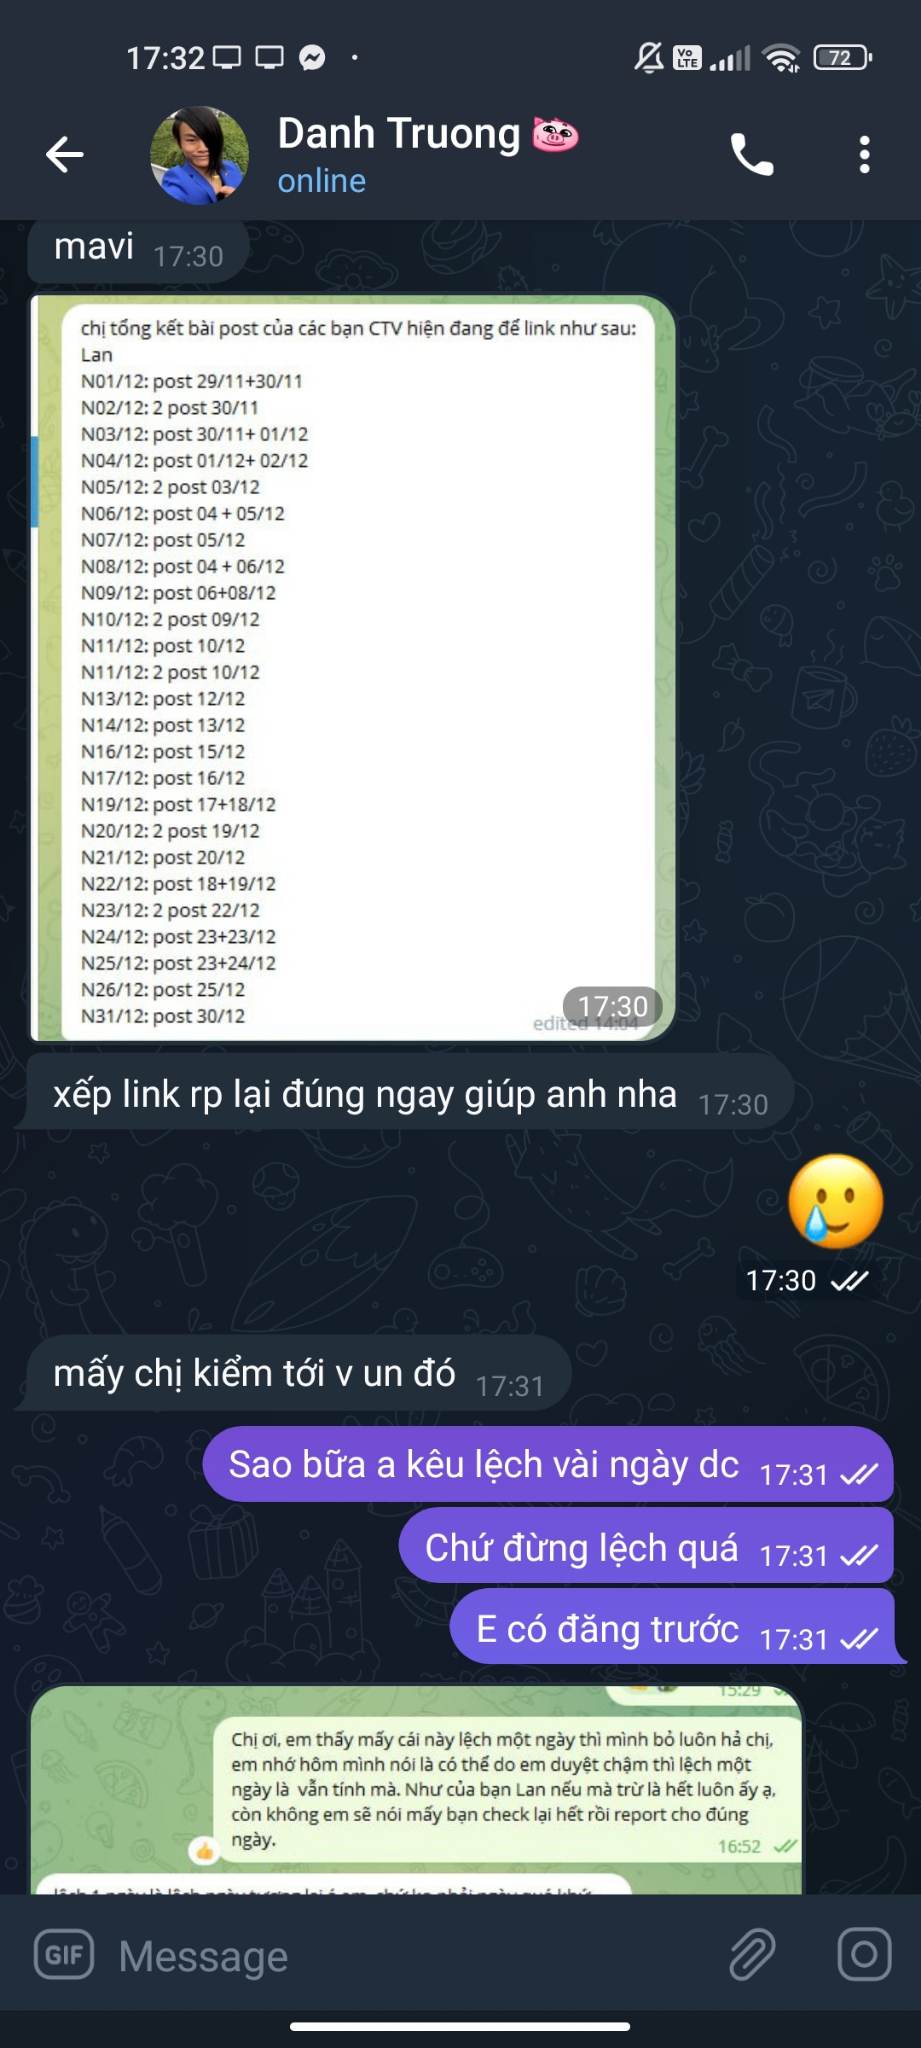 17:32
Vo LTE
72
Danh Truong
online
mavi 17:30
chị tổng kết bài post của các bạn CTV hiện đang để link như sau:
Lan
N01/12: post 29/11+30/11
N02/12: 2 post 30/11
N03/12: post 30/11+ 01/12
N04/12: post 01/12+ 02/12
N05/12: 2 post 03/12
N06/12: post 04 + 05/12
N07/12: post 05/12
N08/12: post 04 + 06/12
N09/12: post 06+08/12
N10/12: 2 post 09/12
N11/12: post 10/12
N11/12: 2 post 10/12
N13/12: post 12/12
N14/12: post 13/12
N16/12: post 15/12
N17/12: post 16/12
N19/12: post 17+18/12
N20/12: 2 post 19/12
N21/12: post 20/12
N22/12: post 18+19/12
N23/12: 2 post 22/12
N24/12: post 23+23/12
N25/12: post 23+24/12
N26/12: post 25/12
N31/12: post 30/12
17:30
edited 14:04
xếp link rp lại đúng ngay giúp anh nha 17:30
17:30
mấy chị kiểm tới v un đó 17:31
Sao bữa a kêu lệch vài ngày dc 17:31
Chứ đừng lệch quá 17:31
E có đăng trước 17:31
15:29
Chị ơi, em thấy mấy cái này lệch một ngày thì mình bỏ luôn hả chị,
em nhớ hôm mình nói là có thể do em duyệt chậm thì lệch một
ngày là vẫn tính mà. Như của bạn Lan nếu mà trừ là hết luôn ấy ạ,
còn không em sẽ nói mấy bạn check lại hết rồi report cho đúng
ngày.
16:52
GIF Message